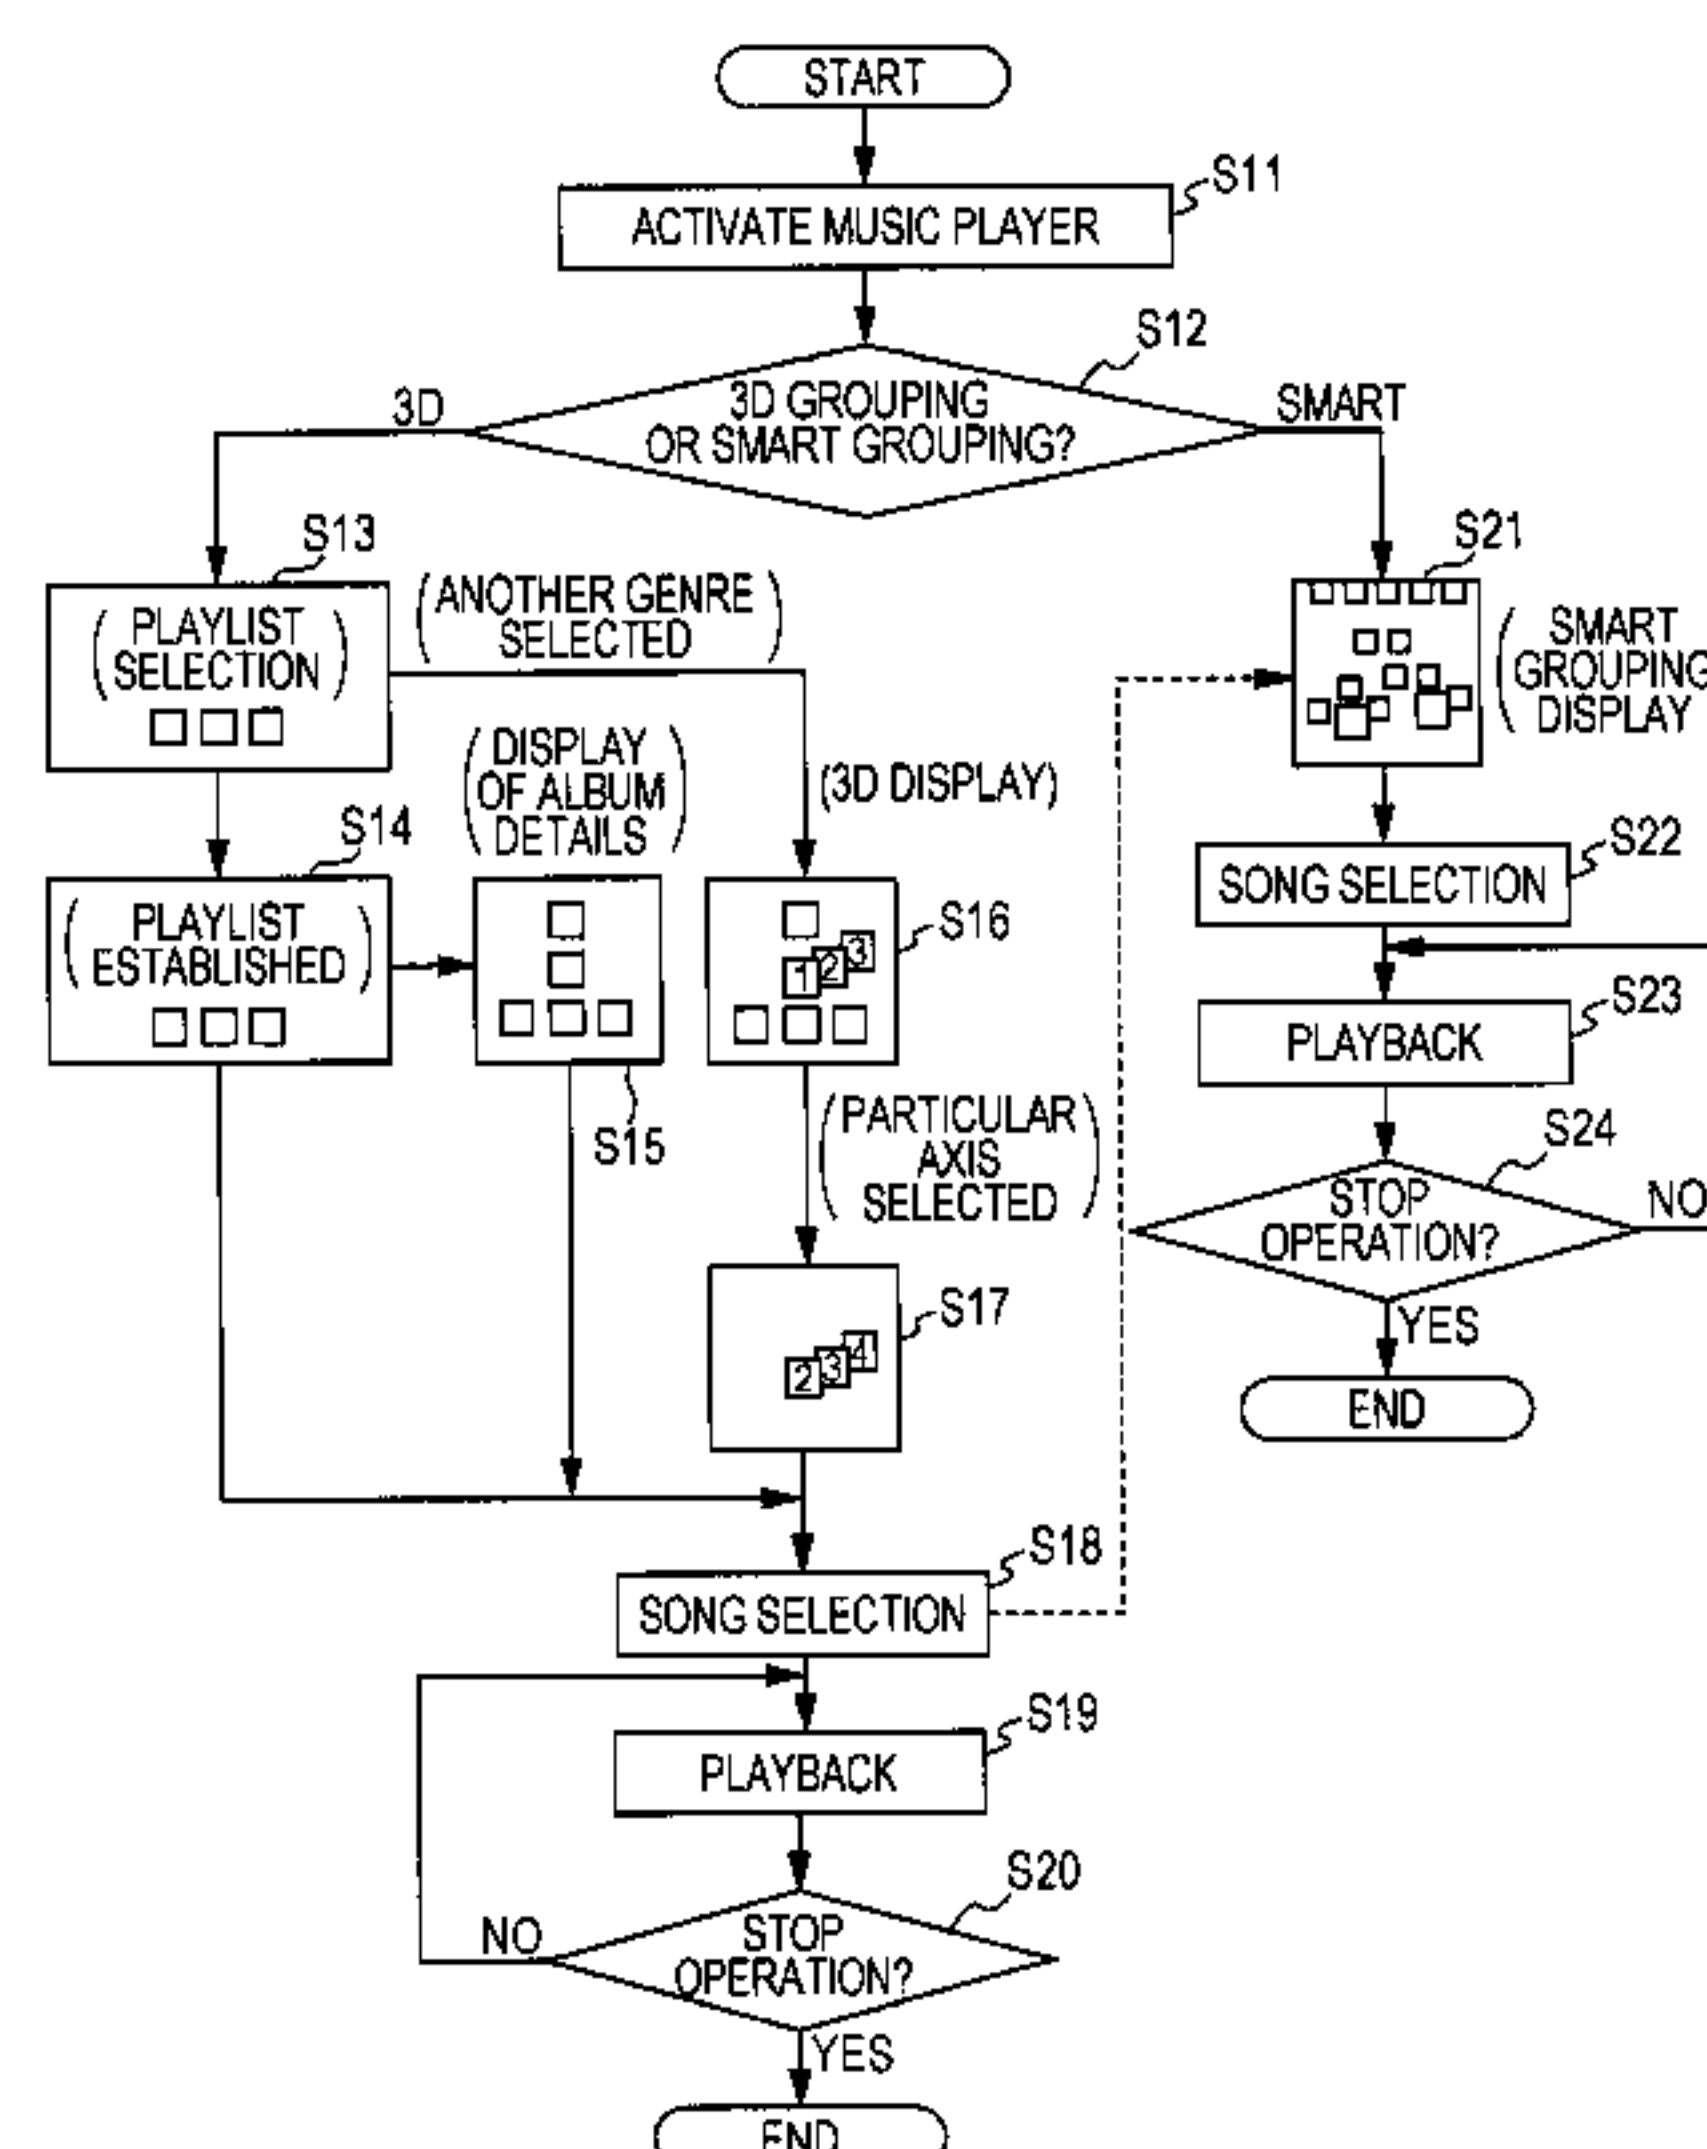 START
S11
ACTIVATE MUSIC PLAYER
S12
3D GROUPING
OR SMART GROUPING?
3D
SMART
S13
(PLAYLIST
SELECTION)
(ANOTHER GENRE
SELECTED)
S21
(SMART
GROUPING
DISPLAY
(DISPLAY
OF ALBUM
DETAILS)
(3D DISPLAY)
S14
(PLAYLIST
ESTABLISHED)
S15
S16
1 2 3
S22
SONG SELECTION
S23
PLAYBACK
(PARTICULAR
AXIS
SELECTED)
S24
STOP
OPERATION?
NO
YES
END
S17
2 3 4
S18
SONG SELECTION
S19
PLAYBACK
S20
STOP
OPERATION?
NO
YES
END